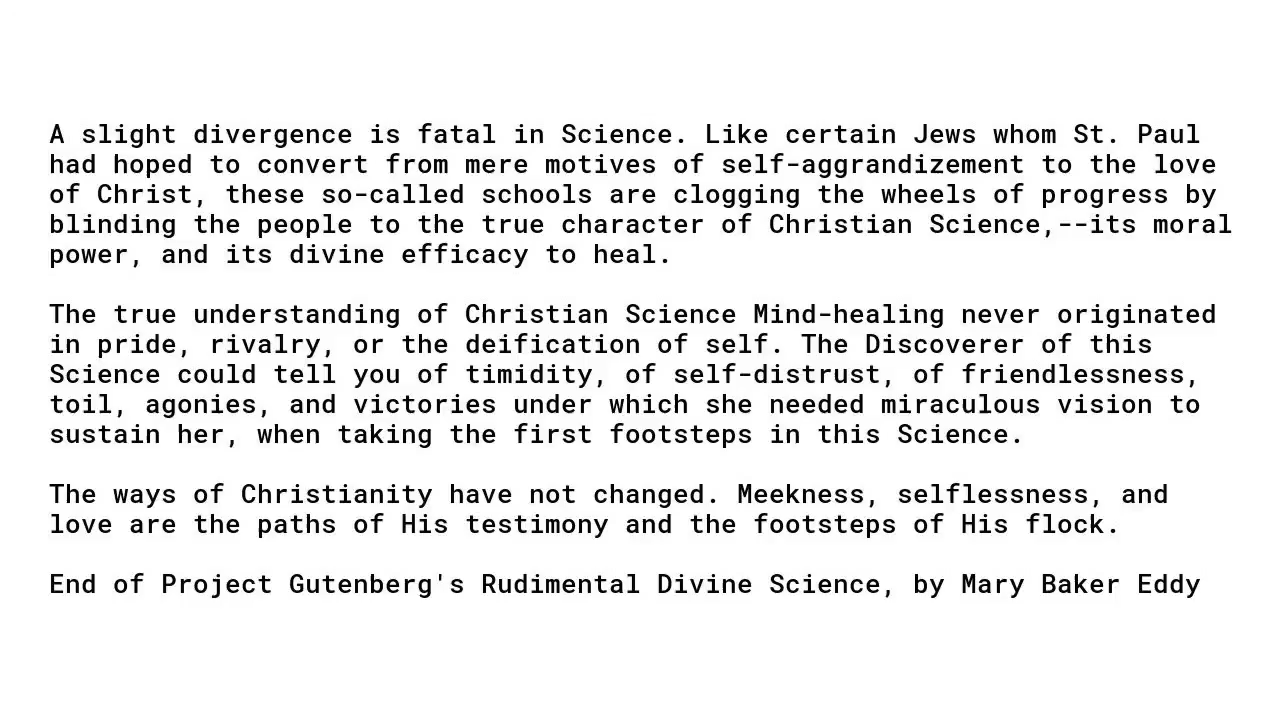 A slight divergence is fatal in Science. Like certain Jews whom St. Paul
had hoped to convert from mere motives of self-aggrandizement to the love
of Christ, these so-called schools are clogging the wheels of progress by
blinding the people to the true character of Christian Science,--its moral
power, and its divine efficacy to heal.
The true understanding of Christian Science Mind-healing never originated
in pride, rivalry, or the deification of self. The Discoverer of this
Science could tell you of timidity, of self-distrust, of friendlessness,
toil, agonies, and victories under which she needed miraculous vision to
sustain her, when taking the first footsteps in this Science.
The ways of Christianity have not changed. Meekness, selflessness, and
love are the paths of His testimony and the footsteps of His flock.
End of Project Gutenberg's Rudimental Divine Science, by Mary Baker Eddy